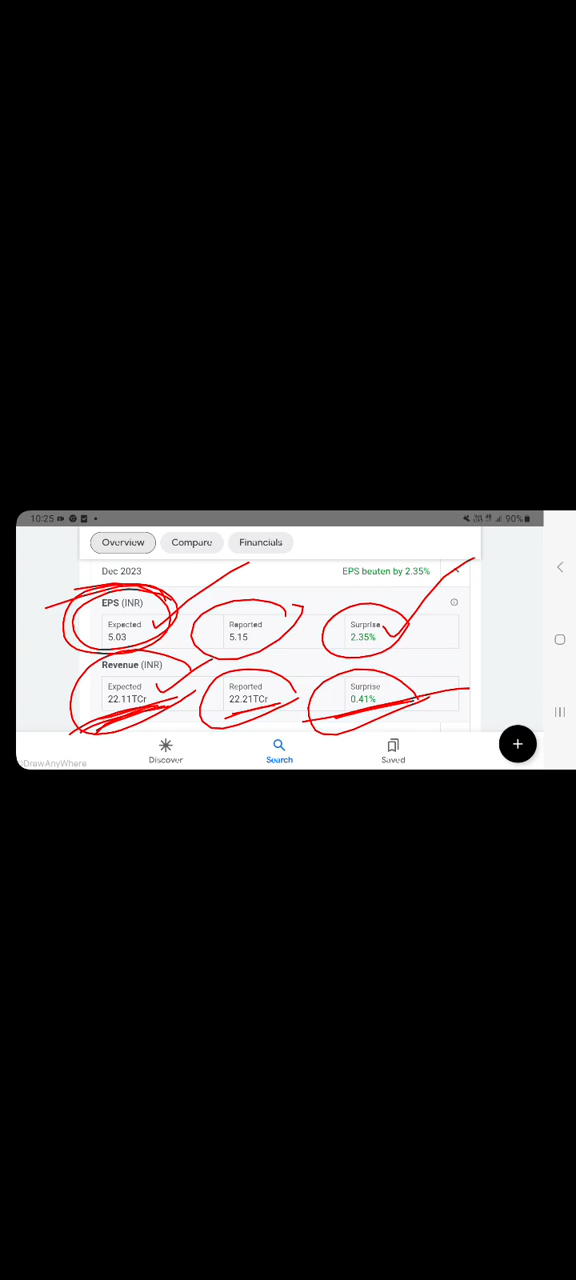 10:25
90%
Overview Compare Financials
Dec 2023 EPS beaten by 2.35%
EPS (INR)
Expected Reported Surprise
5.03 5.15 2.35%
Revenue (INR)
Expected Reported Surprise
22.11TCr 22.21TCr 0.41%
Discover Search Saved
DrawAnyWhere